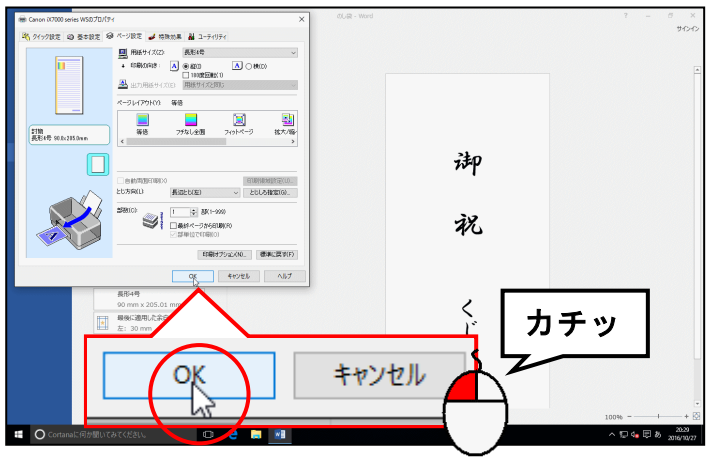 Canon iX7000 series WSDプロパティ
のし袋 - Word
サインイン
クイック設定 基本設定 ページ設定 特殊効果 ユーティリティ
用紙サイズ(Z): 長形4号
印刷の向き: A 縦(D) A 横(K)
180度回転(1)
出力用紙サイズ(E) 用紙サイズと同じ
ページレイアウト(Y): 等倍
等倍 フチなし全面 フィットページ 拡大/縮
封筒
長形4号 90.0x205.0mm
自動両面印刷(X) 印刷領域設定(U)...
とじ方向(L) 長辺とじ(左) とじしろ指定(G)...
部数(C) 1 部(1-999)
最終ページから印刷(R)
部単位で印刷(O)
印刷オプション(N)... 標準に戻す(F)
OK キャンセル ヘルプ
長形4号
90 mm x 205.01 mm
最後に適用した余白
左: 30 mm
御祝
くじら
カチッ
OK キャンセル
100%
Cortanaに何か聞いてみてください。
20:29
2016/10/27